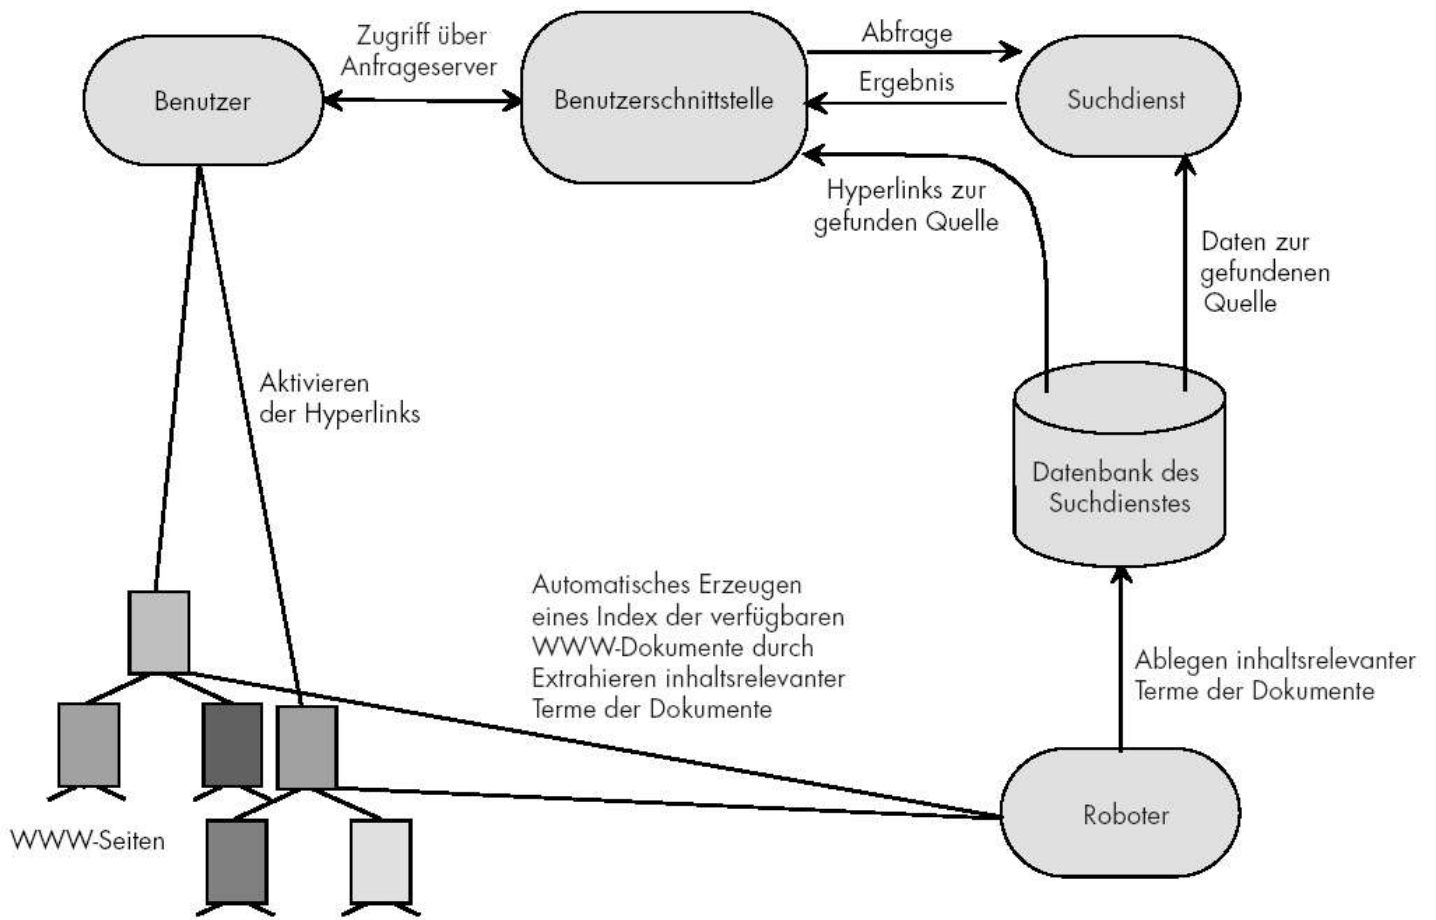 Zugriff über
Anfrageserver
Benutzer
Benutzerschnittstelle
Abfrage
Ergebnis
Suchdienst
Hyperlinks zur
gefunden Quelle
Daten zur
gefundenen
Quelle
Aktivieren
der Hyperlinks
Datenbank des
Suchdienstes
Automatisches Erzeugen
eines Index der verfügbaren
WWW-Dokumente durch
Extrahieren inhaltsrelevanter
Terme der Dokumente
Ablegen inhaltsrelevanter
Terme der Dokumente
WWW-Seiten
Roboter